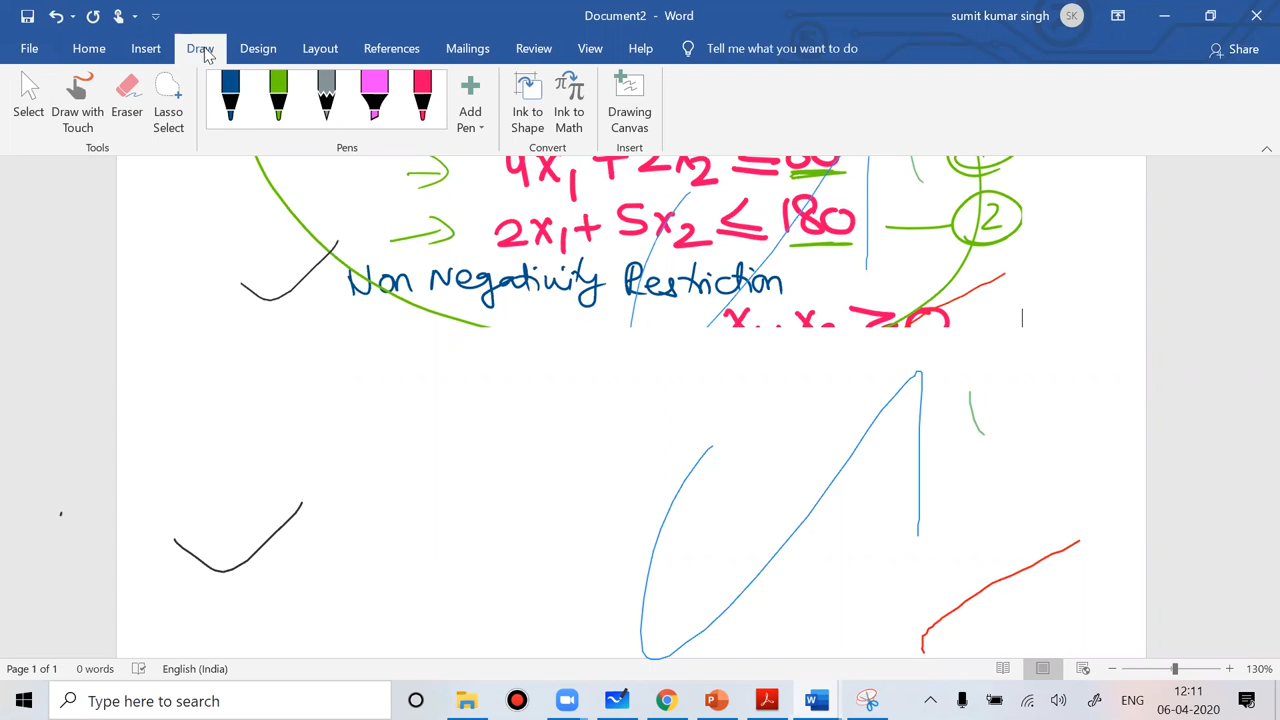 Document2 - Word
sumit kumar singh
SK
File Home Insert Draw Design Layout References Mailings Review View Help Tell me what you want to do Share
Select Draw with Touch Eraser Lasso Select Add Pen Ink to Shape Ink to Math Drawing Canvas
Tools Pens Convert Insert
4x1 + 2x2 ≤
2x1 + 5x2 ≤ 180 2
Non Negativity Restriction
Page 1 of 1 0 words English (India) 130%
Type here to search
ENG
12:11
06-04-2020